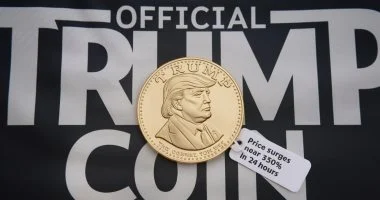 OFFICIAL
TRUMP
COIN
TRUMP
Price surges
near 350%
in 24 hours